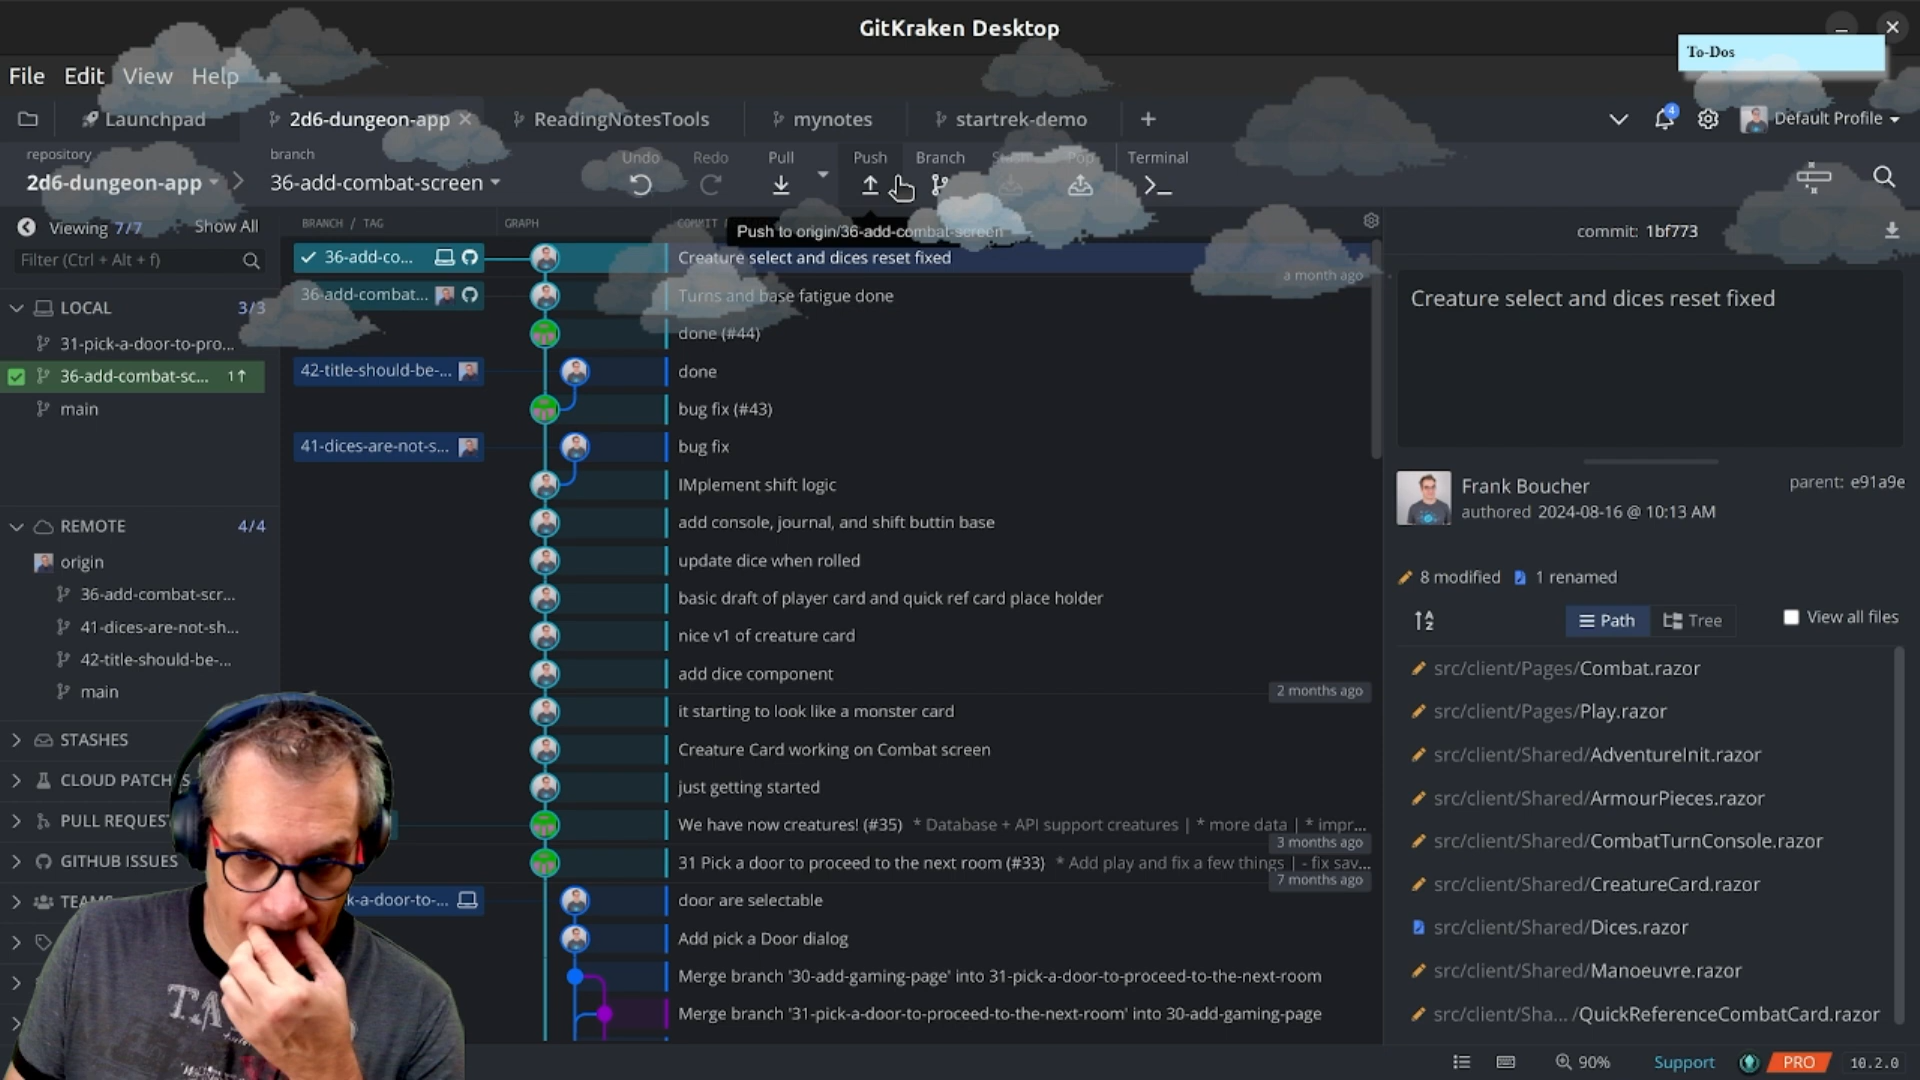 GitKraken Desktop
To-Dos
File Edit View Help
Launchpad
2d6-dungeon-app
ReadingNotesTools
mynotes
startrek-demo
4
Default Profile
repository
2d6-dungeon-app
branch
36-add-combat-screen
Undo
Redo
Pull
Push
Branch
Pop
Terminal
Viewing 7/7 Show All
Filter (Ctrl + Alt + f)
LOCAL 3/3
31-pick-a-door-to-pro...
36-add-combat-sc... 1↑
main
REMOTE 4/4
origin
36-add-combat-scr...
41-dices-are-not-sh...
42-title-should-be-...
main
STASHES
CLOUD PATCH
PULL REQUES
GITHUB ISSUES
TEAMS
BRANCH / TAG GRAPH COMMIT
Push to origin/36-add-combat-screen
36-add-co... Creature select and dices reset fixed
a month ago
36-add-combat... Turns and base fatigue done
done (#44)
42-title-should-be-... done
bug fix (#43)
41-dices-are-not-s... bug fix
IMplement shift logic
add console, journal, and shift buttin base
update dice when rolled
basic draft of player card and quick ref card place holder
nice v1 of creature card
add dice component
2 months ago
it starting to look like a monster card
Creature Card working on Combat screen
just getting started
We have now creatures! (#35) * Database + API support creatures | * more data | * impr...
3 months ago
31 Pick a door to proceed to the next room (#33) * Add play and fix a few things | - fix sav...
7 months ago
k-a-door-to-... door are selectable
Add pick a Door dialog
Merge branch '30-add-gaming-page' into 31-pick-a-door-to-proceed-to-the-next-room
Merge branch '31-pick-a-door-to-proceed-to-the-next-room' into 30-add-gaming-page
commit: 1bf773
Creature select and dices reset fixed
Frank Boucher
authored 2024-08-16 @ 10:13 AM
parent: e91a9e
8 modified 1 renamed
Path Tree View all files
src/client/Pages/Combat.razor
src/client/Pages/Play.razor
src/client/Shared/AdventureInit.razor
src/client/Shared/ArmourPieces.razor
src/client/Shared/CombatTurnConsole.razor
src/client/Shared/CreatureCard.razor
src/client/Shared/Dices.razor
src/client/Shared/Manoeuvre.razor
src/client/Sha... /QuickReferenceCombatCard.razor
90% Support PRO 10.2.0